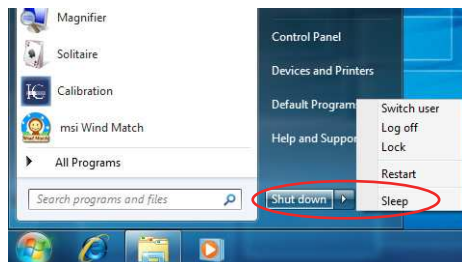 Magnifier
Solitaire
Calibration
msi Wind Match
All Programs
Search programs and files
Control Panel
Devices and Printers
Default Program
Help and Suppor
Shut down
Switch user
Log off
Lock
Restart
Sleep